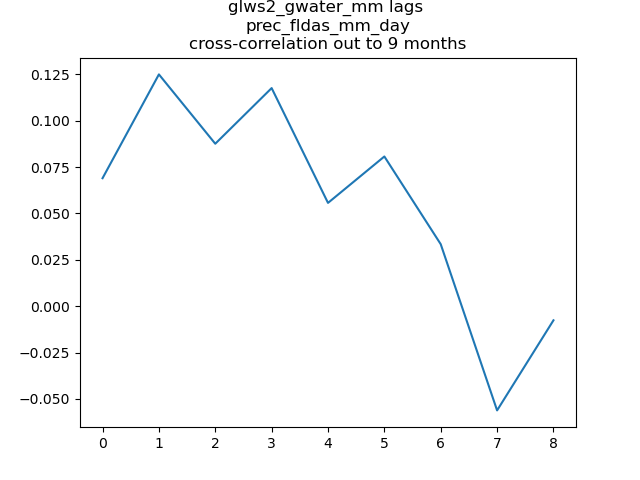 glws2_gwater_mm lags
prec_fldas_mm_day
cross-correlation out to 9 months
0.125
0.100
0.075
0.050
0.025
0.000
−0.025
−0.050
0 1 2 3 4 5 6 7 8